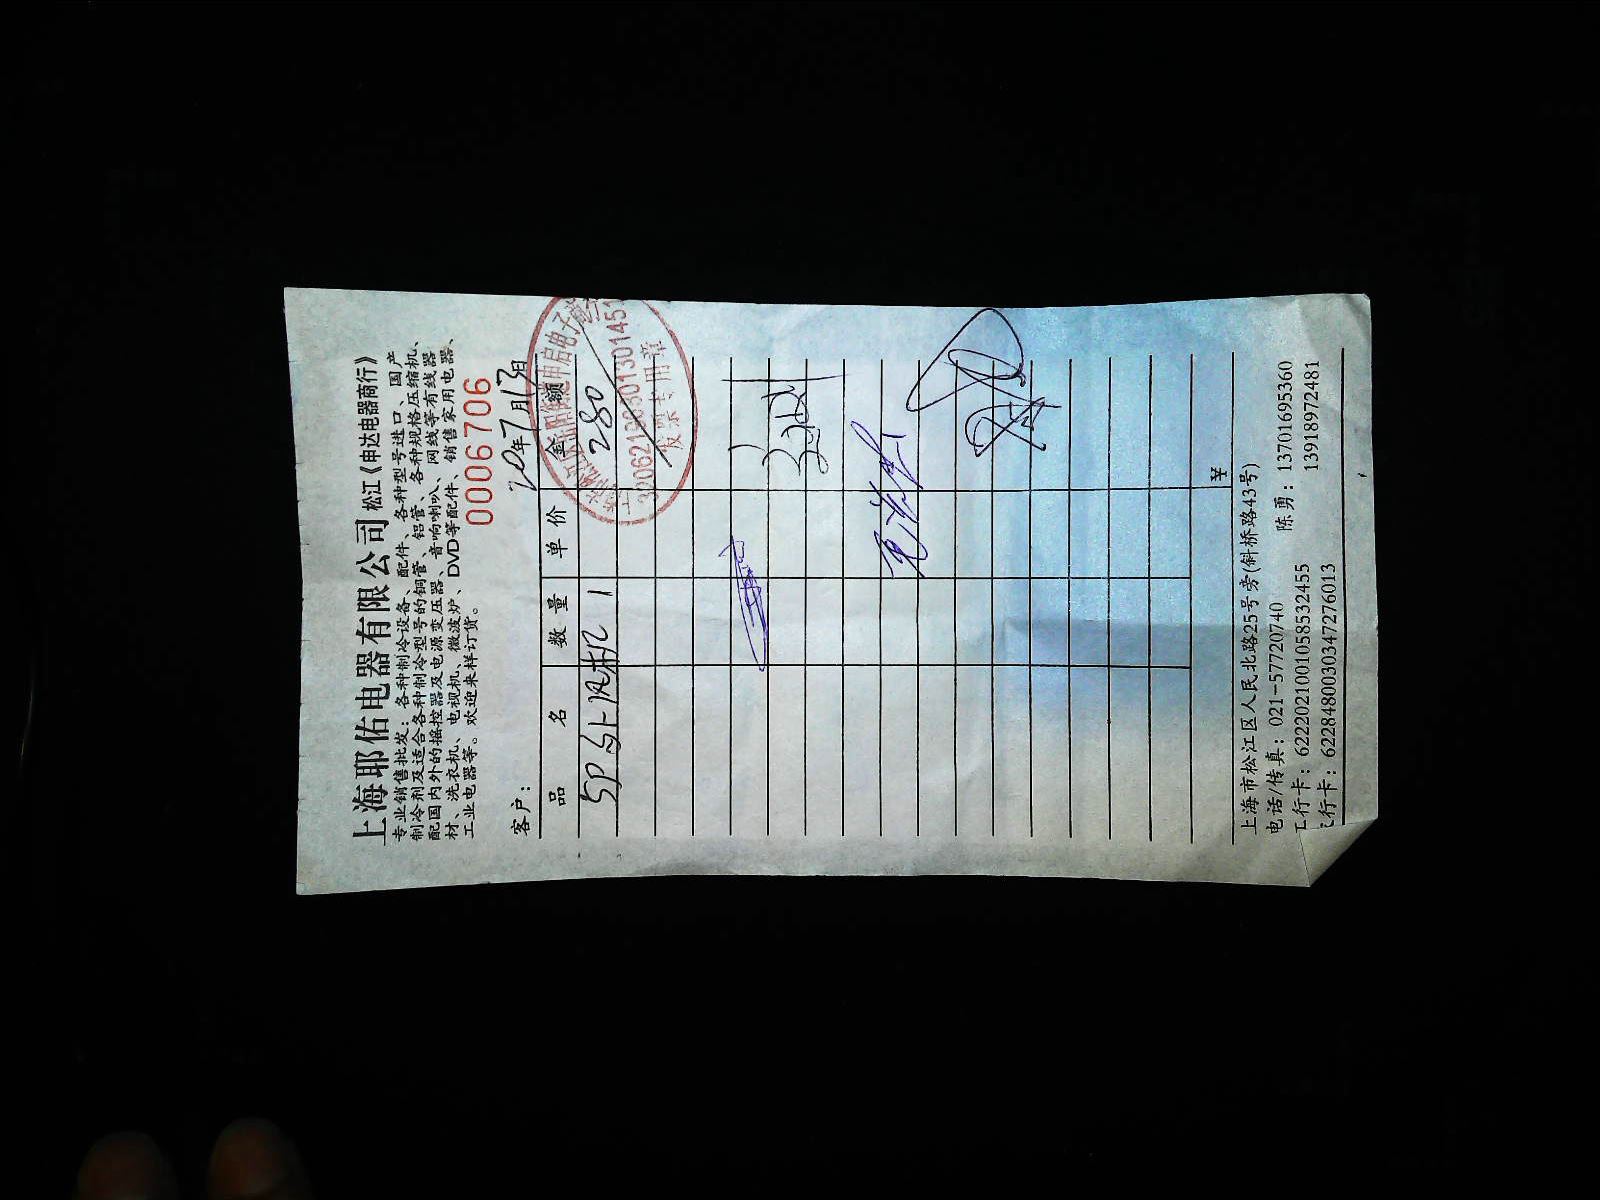 上海耶佑电器有限公司 松江《申达电器商行》
专业销售批发：各种制冷设备、配件、各种型号进口、国产
制冷剂及适合各种制冷型号的铜管、铝管、各种规格压缩机、
配国内外的摇控器及电源变压器、音响喇叭、网线等有线器
材、洗衣机、电视机、微波炉、DVD等配件、销售家用电器、
工业电器等。欢迎来样订货。
0006706
客户： 20年7月13日
品 名 数 量 单 价 金 额
5P 1 280
发票专用章
￥
上海市松江区人民北路25号旁(斜桥路43号)
电话/传真：021-57720740 陈勇：13701695360
行卡：6222021001058532455 13918972481
行卡：6228480030347276013